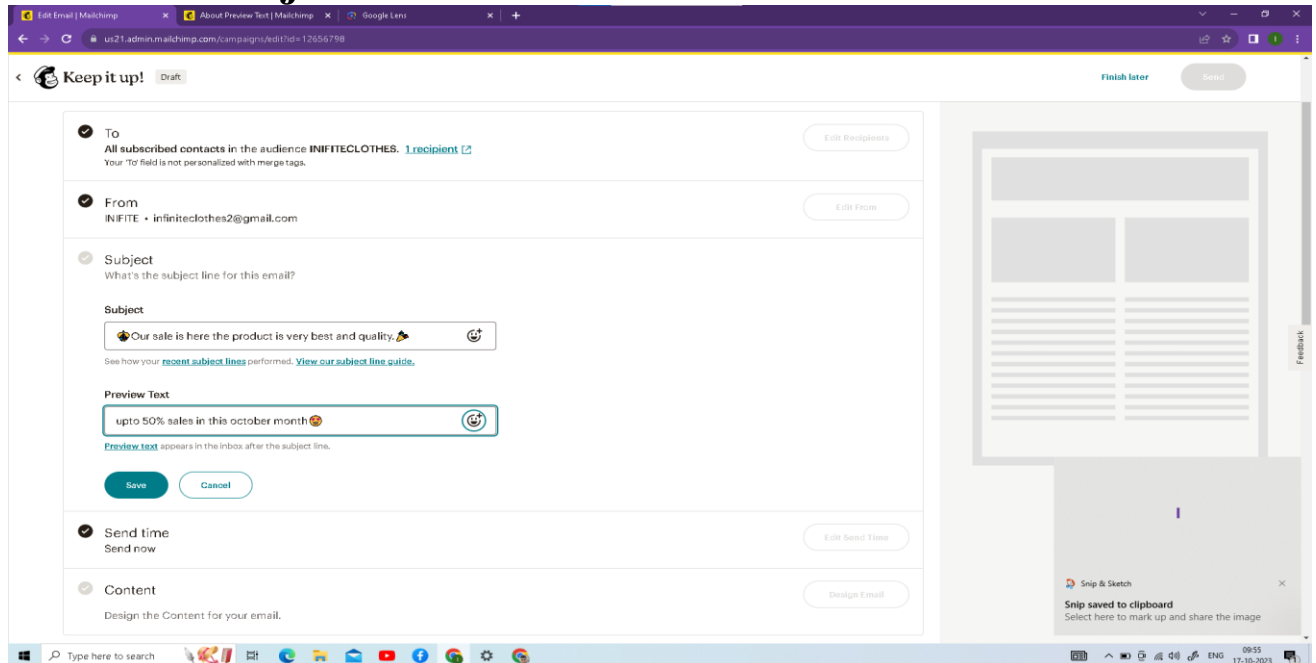 Edit Email | Mailchimp
About Preview Text | Mailchimp
Google Lens
us21.admin.mailchimp.com/campaigns/edit?id=12656798
Keep it up! Draft
Finish later
Send
To
All subscribed contacts in the audience INIFITECLOTHES. 1 recipient
Your 'To' field is not personalized with merge tags.
Edit Recipients
From
INIFITE • infiniteclothes2@gmail.com
Edit From
Subject
What's the subject line for this email?
Subject
Our sale is here the product is very best and quality.🎉
See how your recent subject lines performed. View our subject line guide.
Preview Text
upto 50% sales in this october month🤩
Preview text appears in the inbox after the subject line.
Save
Cancel
Send time
Send now
Edit Send Time
Content
Design the Content for your email.
Design Email
Feedback
Snip & Sketch
Snip saved to clipboard
Select here to mark up and share the image
Type here to search
ENG
09:55
17-10-2023